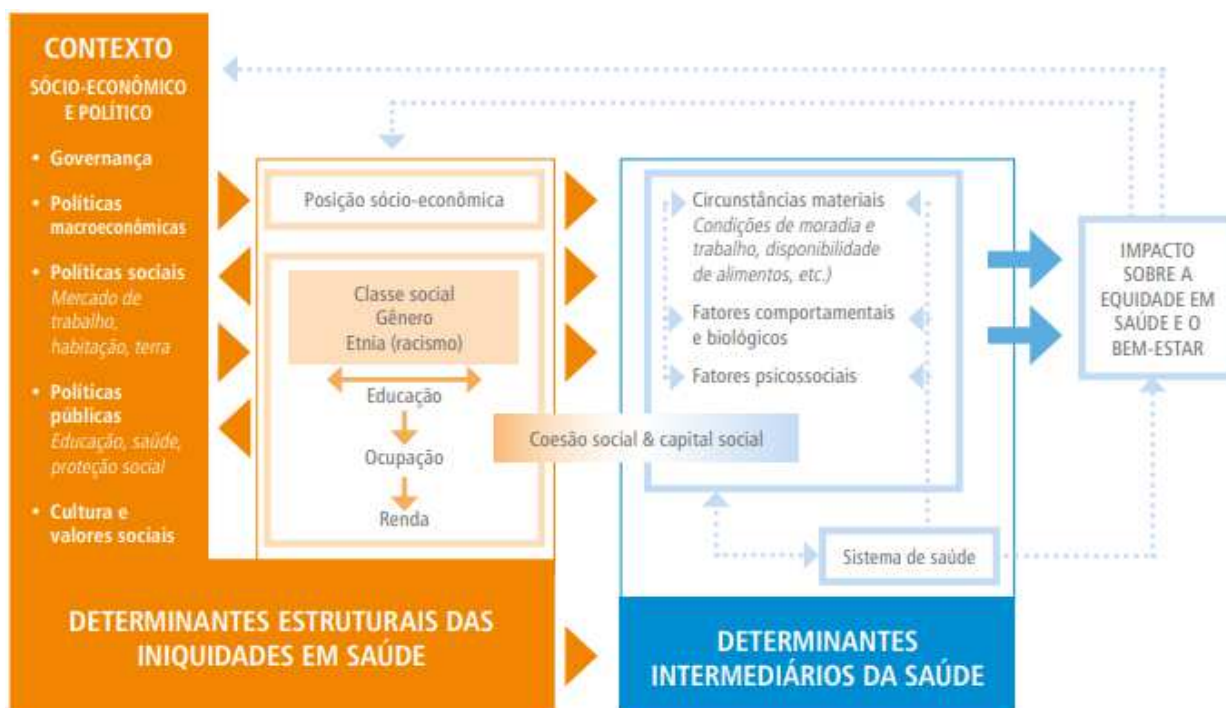 CONTEXTO
SÓCIO-ECONÔMICO
E POLÍTICO
• Governança
• Políticas
macroeconômicas
• Políticas sociais
Mercado de
trabalho,
habitação, terra
• Políticas
públicas
Educação, saúde,
proteção social
• Cultura e
valores sociais
Posição sócio-econômica
Classe social
Gênero
Etnia (racismo)
Educação
Ocupação
Renda
DETERMINANTES ESTRUTURAIS DAS
INIQUIDADES EM SAÚDE
Coesão social & capital social
Circunstâncias materiais
Condições de moradia e
trabalho, disponibilidade
de alimentos, etc.)
Fatores comportamentais
e biológicos
Fatores psicossociais
Sistema de saúde
DETERMINANTES
INTERMEDIÁRIOS DA SAÚDE
IMPACTO
SOBRE A
EQUIDADE EM
SAÚDE E O
BEM-ESTAR